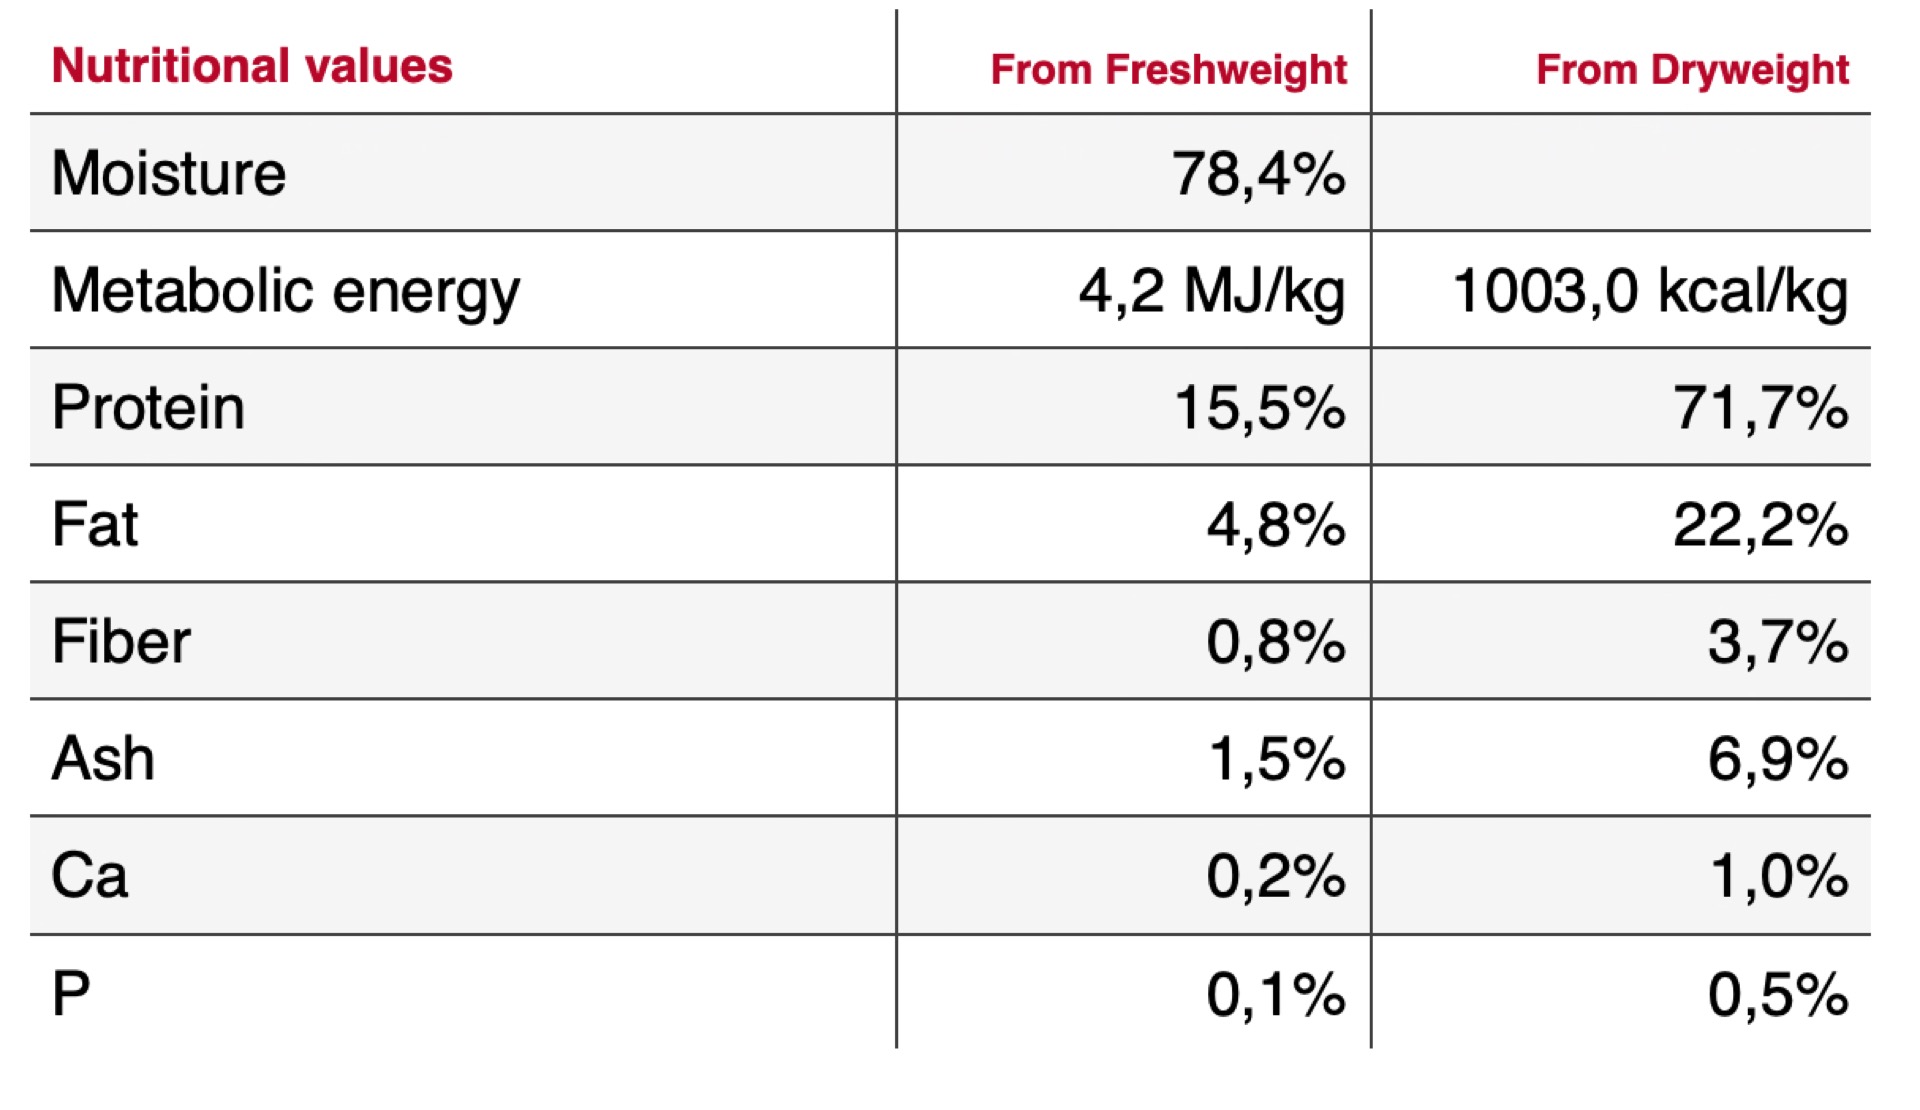 Nutritional values From Freshweight From Dryweight
Moisture 78,4%
Metabolic energy 4,2 MJ/kg 1003,0 kcal/kg
Protein 15,5% 71,7%
Fat 4,8% 22,2%
Fiber 0,8% 3,7%
Ash 1,5% 6,9%
Ca 0,2% 1,0%
P 0,1% 0,5%